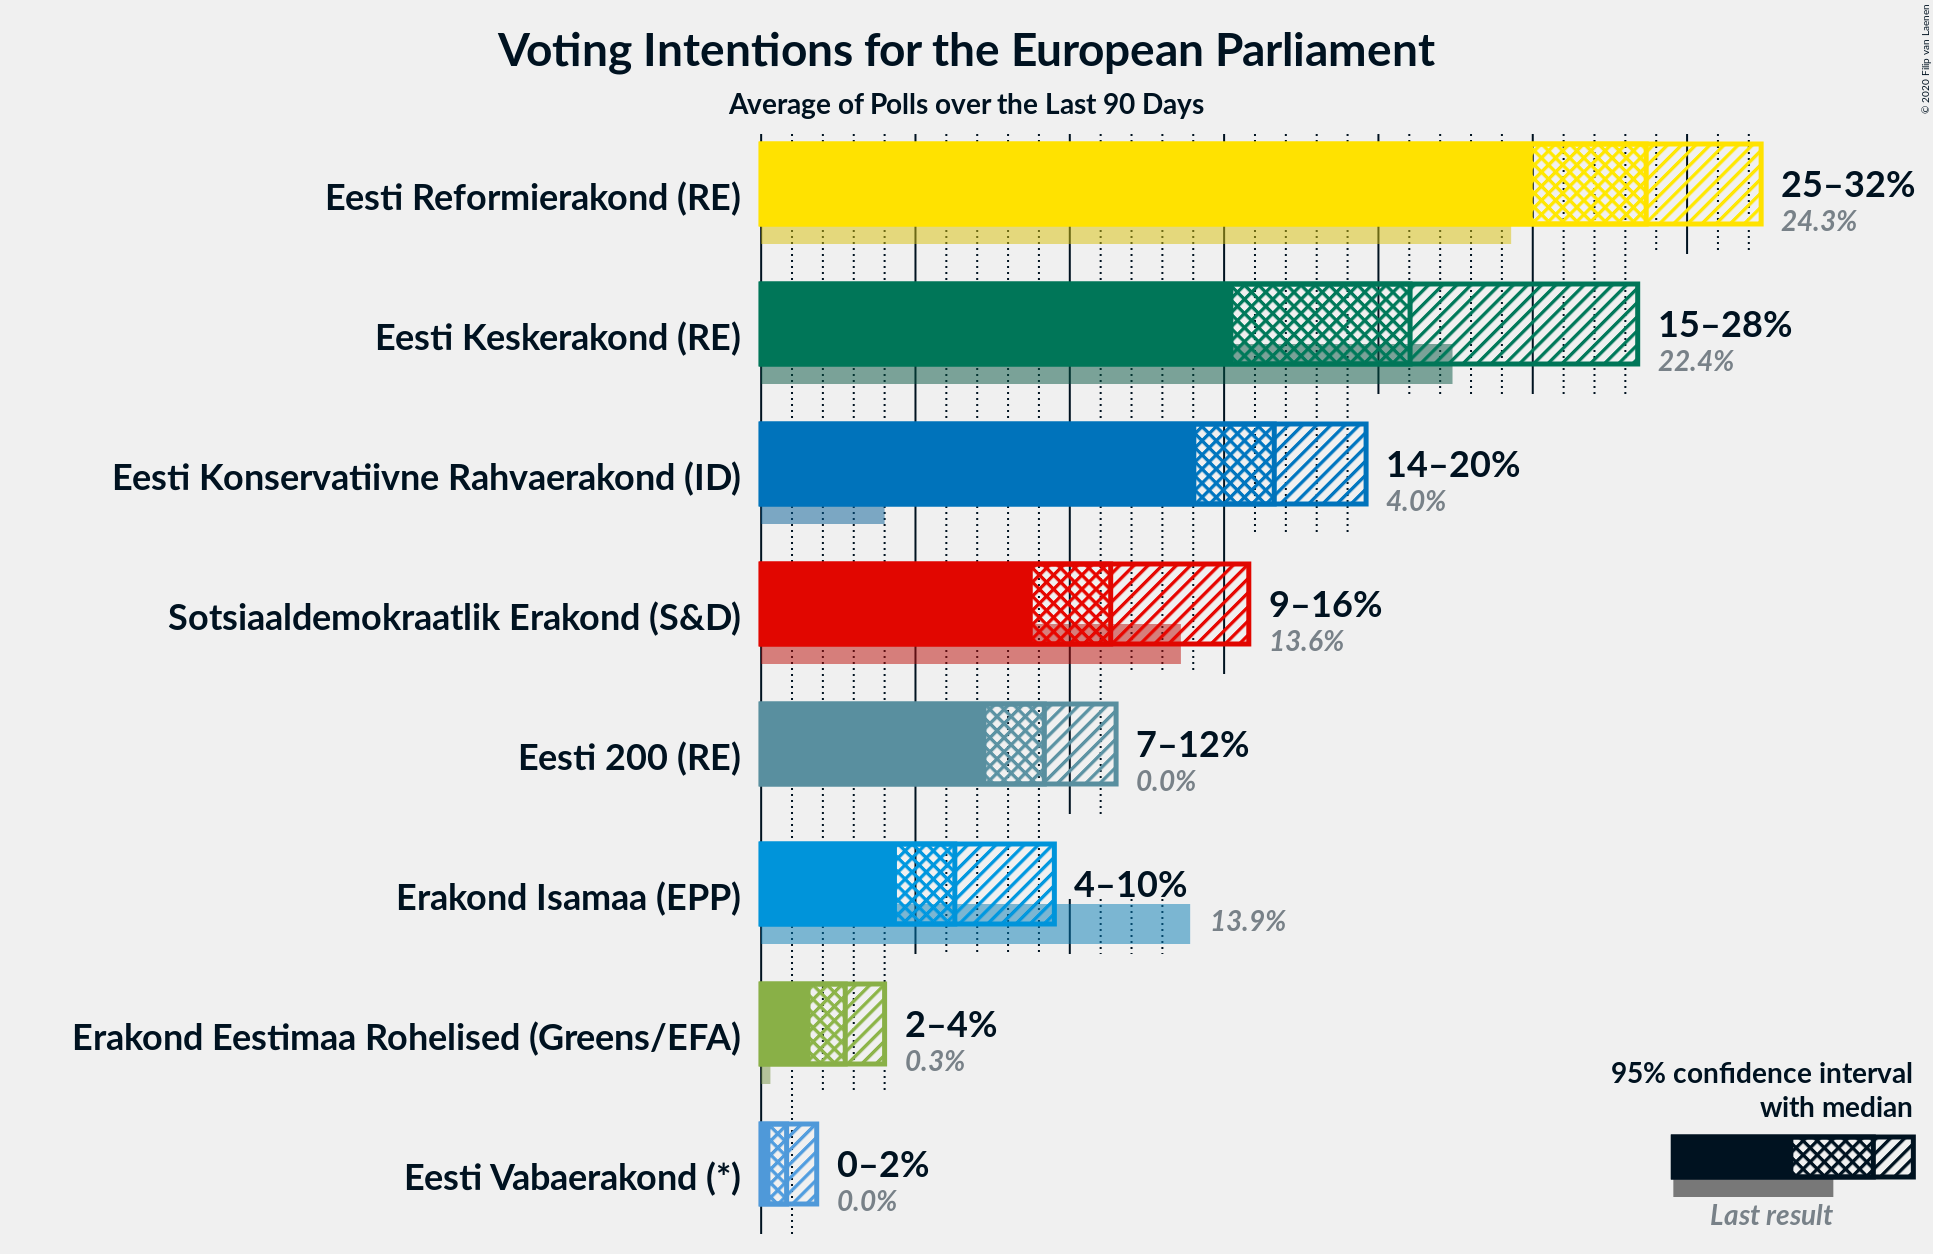 Voting Intentions for the European Parliament
Average of Polls over the Last 90 Days
© 2020 Filip van Laenen
Eesti Reformierakond (RE)
25–32%
24.3%
Eesti Keskerakond (RE)
15–28%
22.4%
Eesti Konservatiivne Rahvaerakond (ID)
14–20%
4.0%
Sotsiaaldemokraatlik Erakond (S&D)
9–16%
13.6%
Eesti 200 (RE)
7–12%
0.0%
Erakond Isamaa (EPP)
4–10%
13.9%
Erakond Eestimaa Rohelised (Greens/EFA)
2–4%
0.3%
Eesti Vabaerakond (*)
0–2%
0.0%
95% confidence interval
with median
Last result